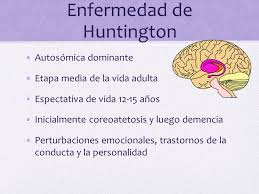 Enfermedad de
Huntington
• Autosómica dominante
• Etapa media de la vida adulta
• Espectativa de vida 12-15 años
• Inicialmente coreoatetosis y luego demencia
• Perturbaciones emocionales, trastornos de
la conducta y la personalidad